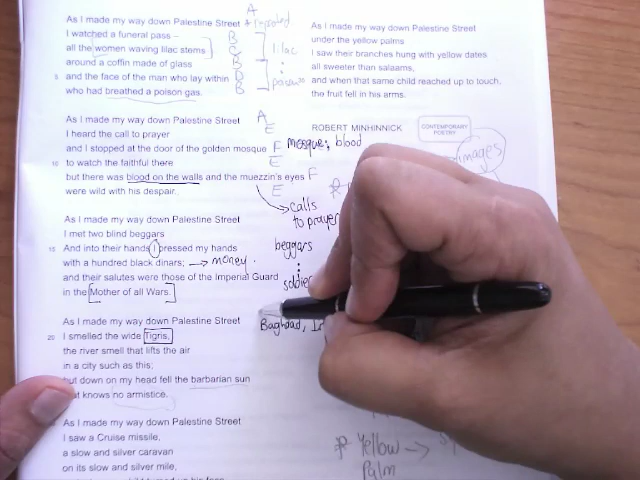 A
As I made my way down Palestine Street repeated
I watched a funeral pass – B
all the women waving lilac stems C lilac
around a coffin made of glass B
5 and the face of the man who lay within D poison
who had breathed a poison gas. B
As I made my way down Palestine Street A
I heard the call to prayer E
and I stopped at the door of the golden mosque F mosque; blood
10 to watch the faithful there E
but there was blood on the walls and the muezzin's eyes F
were wild with his despair. E
calls
to prayer
As I made my way down Palestine Street
I met two blind beggars
15 And into their hands I pressed my hands beggars
with a hundred black dinars; → money.
and their salutes were those of the Imperial Guard
in the Mother of all Wars.
As I made my way down Palestine Street Baghdad,
20 I smelled the wide Tigris,
the river smell that lifts the air
in a city such as this;
but down on my head fell the barbarian sun
knows no armistice.
As I made my way down Palestine Street
I saw a Cruise missile,
a slow and silver caravan
on its slow and silver mile,
As I made my way down Palestine Street
under the yellow palms
I saw their branches hung with yellow dates
all sweeter than salaams,
and when that same child reached up to touch,
the fruit fell in his arms.
ROBERT MINHINNICK
CONTEMPORARY
POETRY
images
Yellow →
Palm